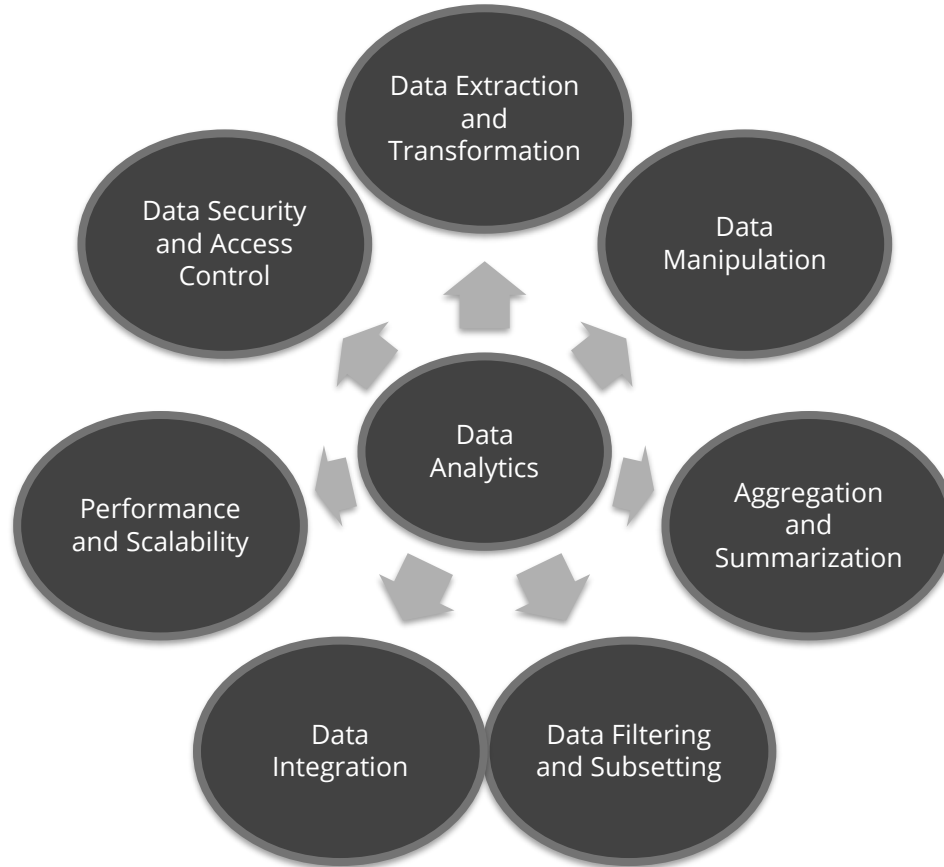 Data Extraction
and
Transformation
Data Security
and Access
Control
Data
Manipulation
Data
Analytics
Performance
and Scalability
Aggregation
and
Summarization
Data
Integration
Data Filtering
and Subsetting